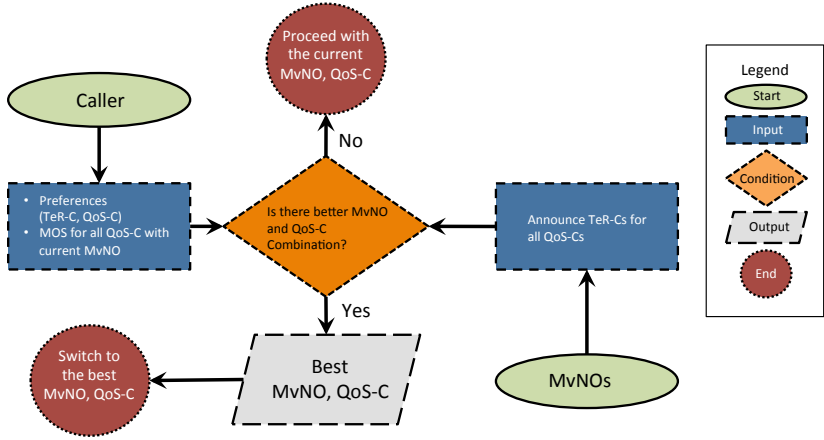 Proceed with
the current
MvNO, QoS-C
Caller
No
• Preferences
(TeR-C, QoS-C)
• MOS for all QoS-C with
current MvNO
Is there better MvNO
and QoS-C
Combination?
Announce TeR-Cs for
all QoS-Cs
Yes
Switch to
the best
MvNO, QoS-C
Best
MvNO, QoS-C
MvNOs
Legend
Start
Input
Condition
Output
End